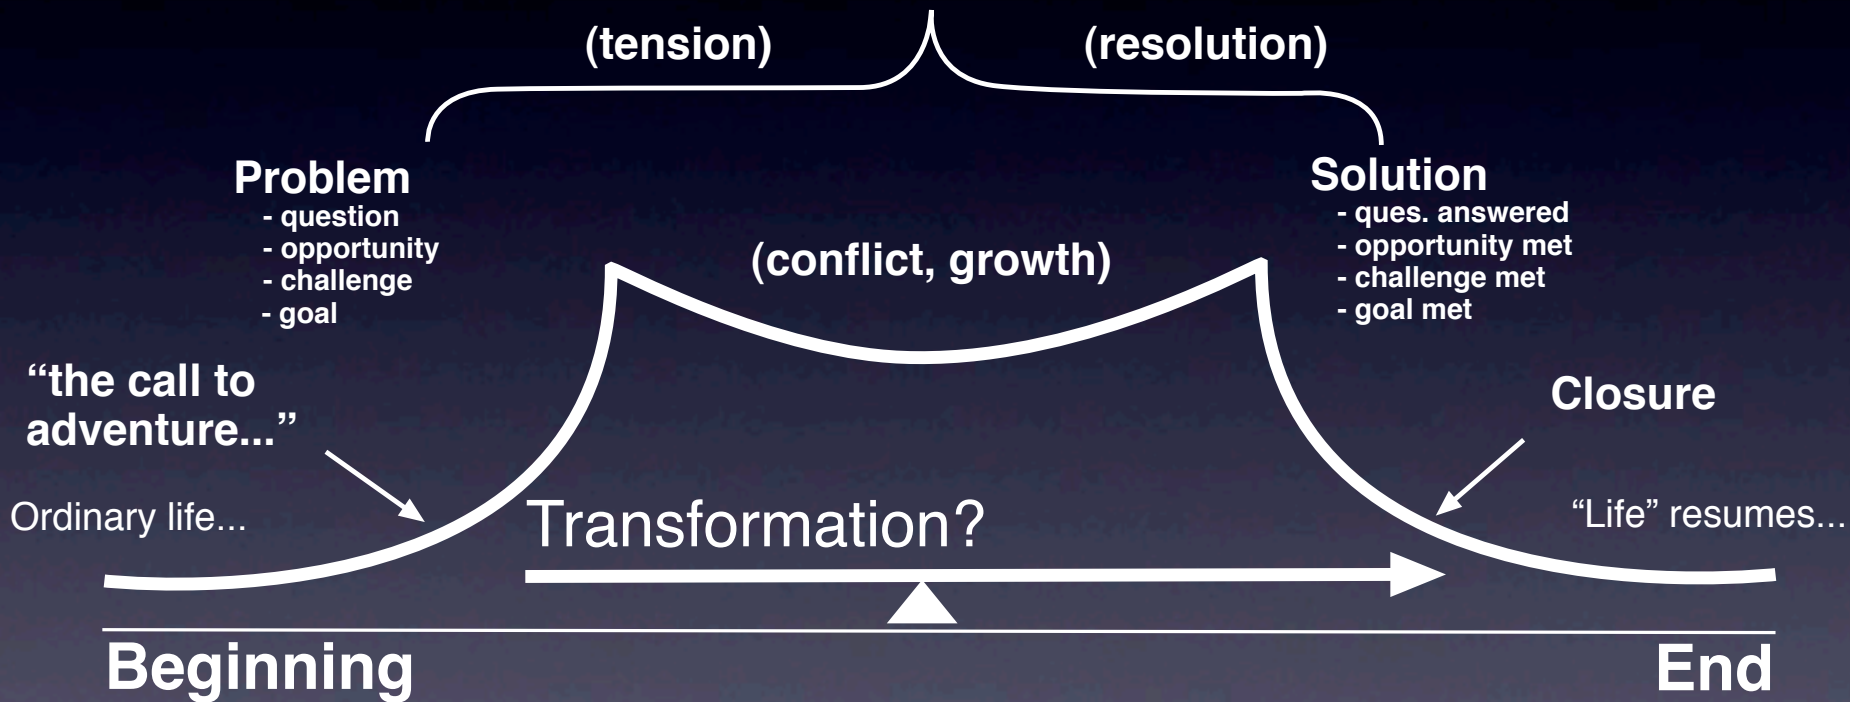 (tension)
(resolution)
Problem
- question
- opportunity
- challenge
- goal
Solution
- ques. answered
- opportunity met
- challenge met
- goal met
(conflict, growth)
“the call to
adventure...”
Closure
Ordinary life...
Transformation?
“Life” resumes...
Beginning
End